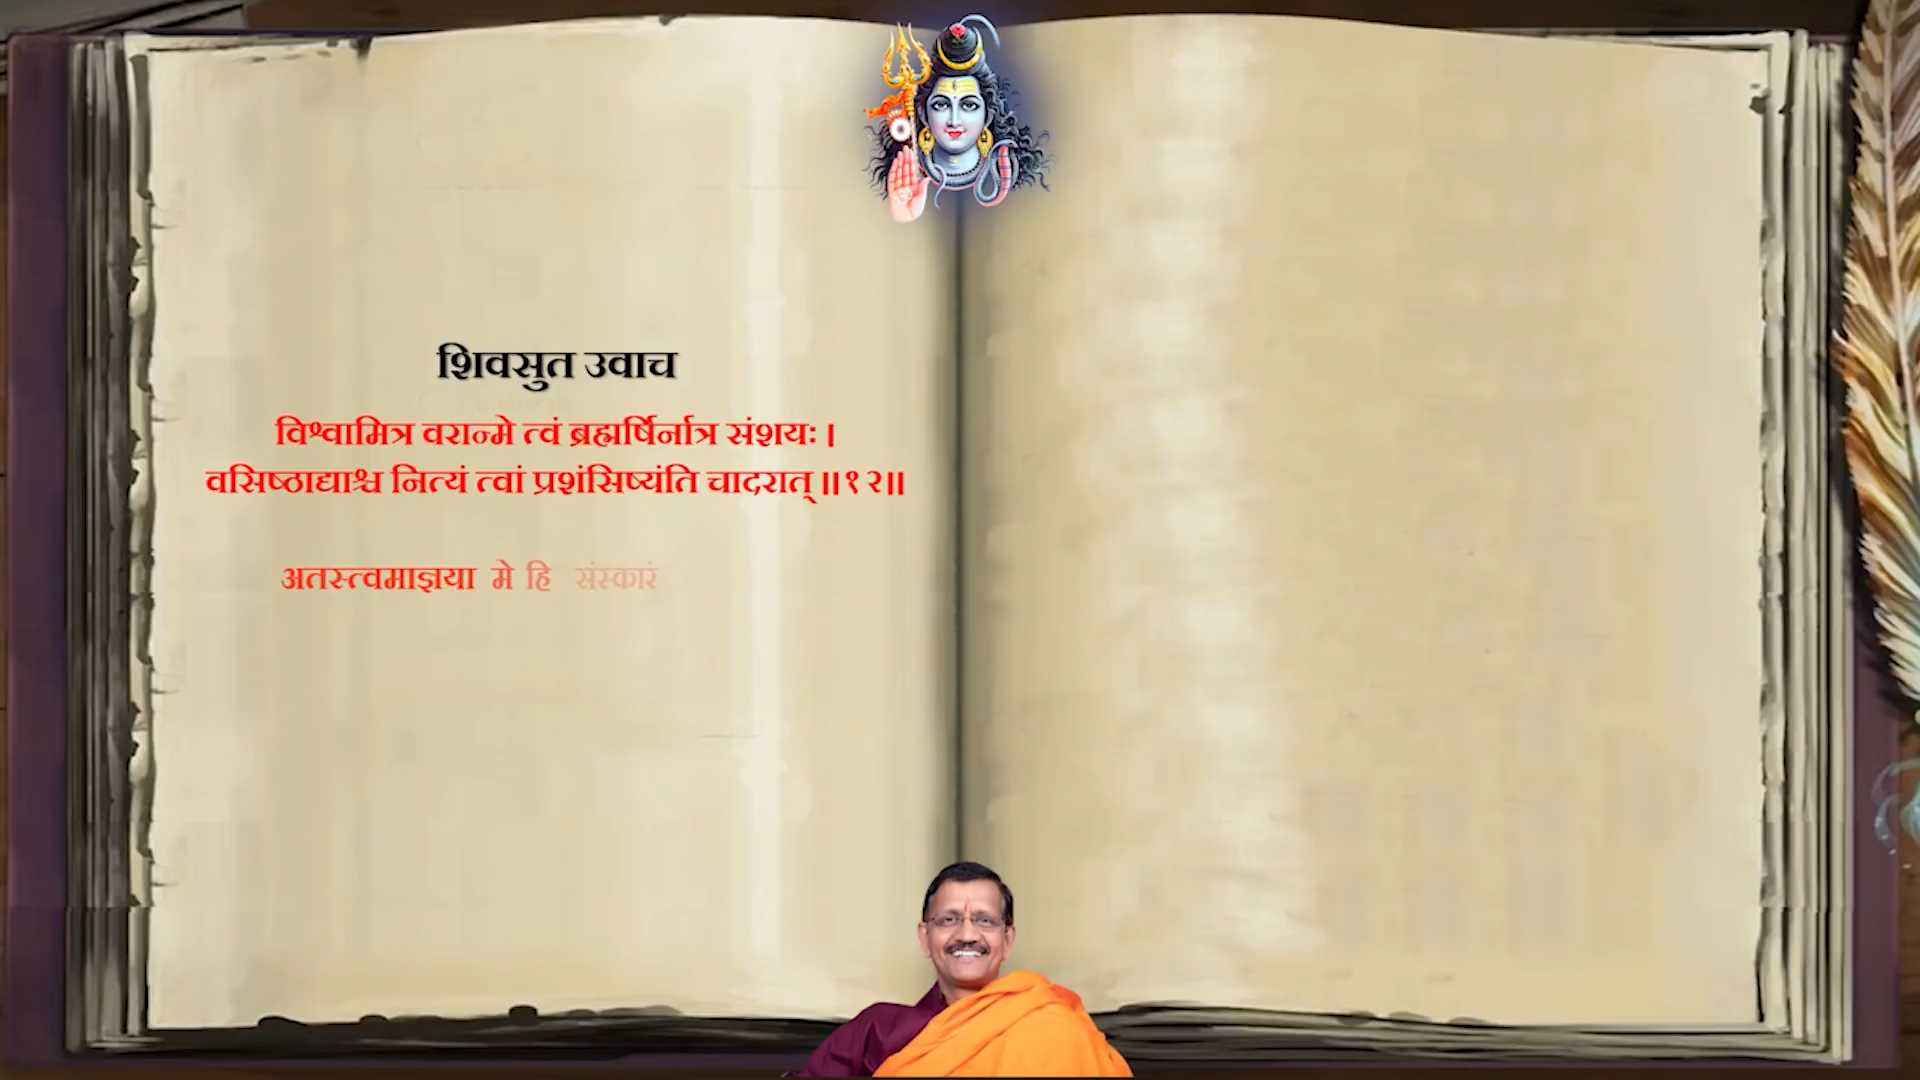 शिवसुत उवाच
विश्वामित्र वरान्मे त्वं ब्रह्मर्षिर्नात्र संशयः ।
वसिष्ठाद्याश्च नित्यं त्वां प्रशंसिष्यंति चादरात् ॥१२॥
अतस्त्वमाज्ञया मे हि संस्कारं